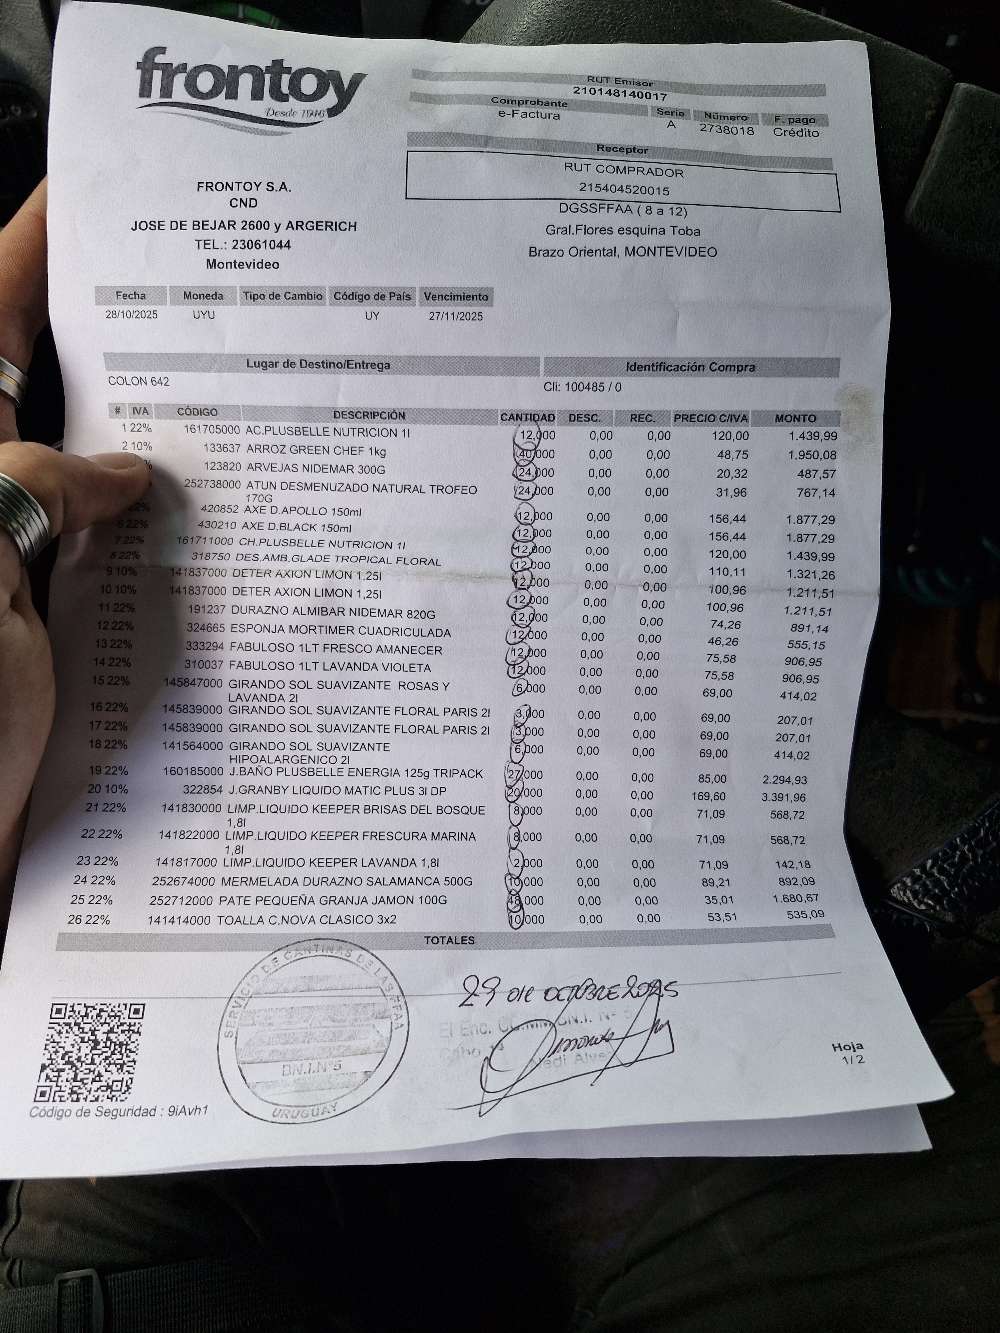 frontoy
Desde 1916
RUT Emisor
210148140017
Comprobante Serie Número F. pago
e-Factura A 2738018 Crédito
Receptor
RUT COMPRADOR
215404520015
DGSSFFAA ( 8 a 12)
Gral.Flores esquina Toba
Brazo Oriental, MONTEVIDEO
FRONTOY S.A.
CND
JOSE DE BEJAR 2600 y ARGERICH
TEL.: 23061044
Montevideo
Fecha Moneda Tipo de Cambio Código de País Vencimiento
28/10/2025 UYU UY 27/11/2025
Lugar de Destino/Entrega Identificación Compra
COLON 642 Cli: 100485 / 0
# IVA CÓDIGO DESCRIPCIÓN CANTIDAD DESC. REC. PRECIO C/IVA MONTO
1 22% 161705000 AC.PLUSBELLE NUTRICION 1l 12,000 0,00 0,00 120,00 1.439,99
2 10% 133637 ARROZ GREEN CHEF 1kg 40,000 0,00 0,00 48,75 1.950,08
123820 ARVEJAS NIDEMAR 300G 24,000 0,00 0,00 20,32 487,57
252738000 ATUN DESMENUZADO NATURAL TROFEO 24,000 0,00 0,00 31,96 767,14
170G
22% 420852 AXE D.APOLLO 150ml 12,000 0,00 0,00 156,44 1.877,29
6 22% 430210 AXE D.BLACK 150ml 12,000 0,00 0,00 156,44 1.877,29
7 22% 161711000 CH.PLUSBELLE NUTRICION 1l 12,000 0,00 0,00 120,00 1.439,99
8 22% 318750 DES.AMB.GLADE TROPICAL FLORAL 12,000 0,00 0,00 110,11 1.321,26
9 10% 141837000 DETER AXION LIMON 1,25l 12,000 0,00 0,00 100,96 1.211,51
10 10% 141837000 DETER AXION LIMON 1,25l 12,000 0,00 0,00 100,96 1.211,51
11 22% 191237 DURAZNO ALMIBAR NIDEMAR 820G 12,000 0,00 0,00 74,26 891,14
12 22% 324665 ESPONJA MORTIMER CUADRICULADA 12,000 0,00 0,00 46,26 555,15
13 22% 333294 FABULOSO 1LT FRESCO AMANECER 12,000 0,00 0,00 75,58 906,95
14 22% 310037 FABULOSO 1LT LAVANDA VIOLETA 12,000 0,00 0,00 75,58 906,95
15 22% 145847000 GIRANDO SOL SUAVIZANTE ROSAS Y 6,000 0,00 0,00 69,00 414,02
LAVANDA 2l
16 22% 145839000 GIRANDO SOL SUAVIZANTE FLORAL PARIS 2l 3,000 0,00 0,00 69,00 207,01
17 22% 145839000 GIRANDO SOL SUAVIZANTE FLORAL PARIS 2l 3,000 0,00 0,00 69,00 207,01
18 22% 141564000 GIRANDO SOL SUAVIZANTE 6,000 0,00 0,00 69,00 414,02
HIPOALARGENICO 2l
19 22% 160185000 J.BAÑO PLUSBELLE ENERGIA 125g TRIPACK 27,000 0,00 0,00 85,00 2.294,93
20 10% 322854 J.GRANBY LIQUIDO MATIC PLUS 3l DP 20,000 0,00 0,00 169,60 3.391,96
21 22% 141830000 LIMP.LIQUIDO KEEPER BRISAS DEL BOSQUE 8,000 0,00 0,00 71,09 568,72
1,8l
22 22% 141822000 LIMP.LIQUIDO KEEPER FRESCURA MARINA 8,000 0,00 0,00 71,09 568,72
1,8l
23 22% 141817000 LIMP.LIQUIDO KEEPER LAVANDA 1,8l 2,000 0,00 0,00 71,09 142,18
24 22% 252674000 MERMELADA DURAZNO SALAMANCA 500G 10,000 0,00 0,00 89,21 892,09
25 22% 252712000 PATE PEQUEÑA GRANJA JAMON 100G 48,000 0,00 0,00 35,01 1.680,67
26 22% 141414000 TOALLA C.NOVA CLASICO 3x2 10,000 0,00 0,00 53,51 535,09
TOTALES
SERVICIO DE CANTINAS DE LAS FFAA
BN.I.Nº5
URUGUAY
29 DE OCTUBRE 2025
El Enc.
Hoja
1/2
Código de Seguridad : 9iAvh1